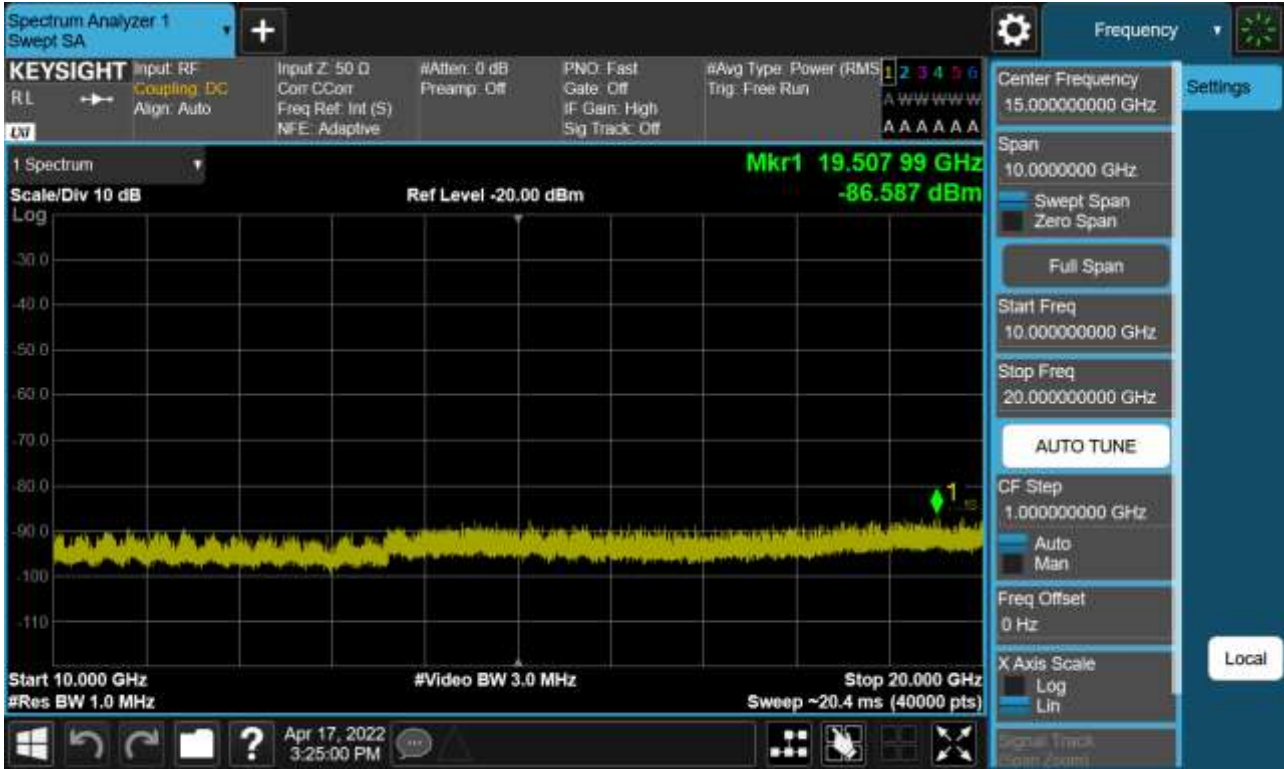 Spectrum Analyzer 1
Swept SA
+
Frequency
KEYSIGHT
RL
LXI
Input: RF
Coupling: DC
Align: Auto
Input Z: 50 Ω
Corr CCorr
Freq Ref: Int (S)
NFE: Adaptive
#Atten: 0 dB
Preamp: Off
PNO: Fast
Gate: Off
IF Gain: High
Sig Track: Off
#Avg Type: Power (RMS
Trig: Free Run
1 2 3 4 5 6
A W W W W W
A A A A A A
1 Spectrum
Scale/Div 10 dB
Ref Level -20.00 dBm
Mkr1 19.507 99 GHz
-86.587 dBm
Log
-30.0
-40.0
-50.0
-60.0
-70.0
-80.0
-90.0
-100
-110
1
Start 10.000 GHz
#Res BW 1.0 MHz
#Video BW 3.0 MHz
Stop 20.000 GHz
Sweep ~20.4 ms (40000 pts)
Center Frequency
15.000000000 GHz
Settings
Span
10.0000000 GHz
Swept Span
Zero Span
Full Span
Start Freq
10.000000000 GHz
Stop Freq
20.000000000 GHz
AUTO TUNE
CF Step
1.000000000 GHz
Auto
Man
Freq Offset
0 Hz
X Axis Scale
Log
Lin
Signal Track
(Span Zoom)
Local
?
Apr 17, 2022
3:25:00 PM